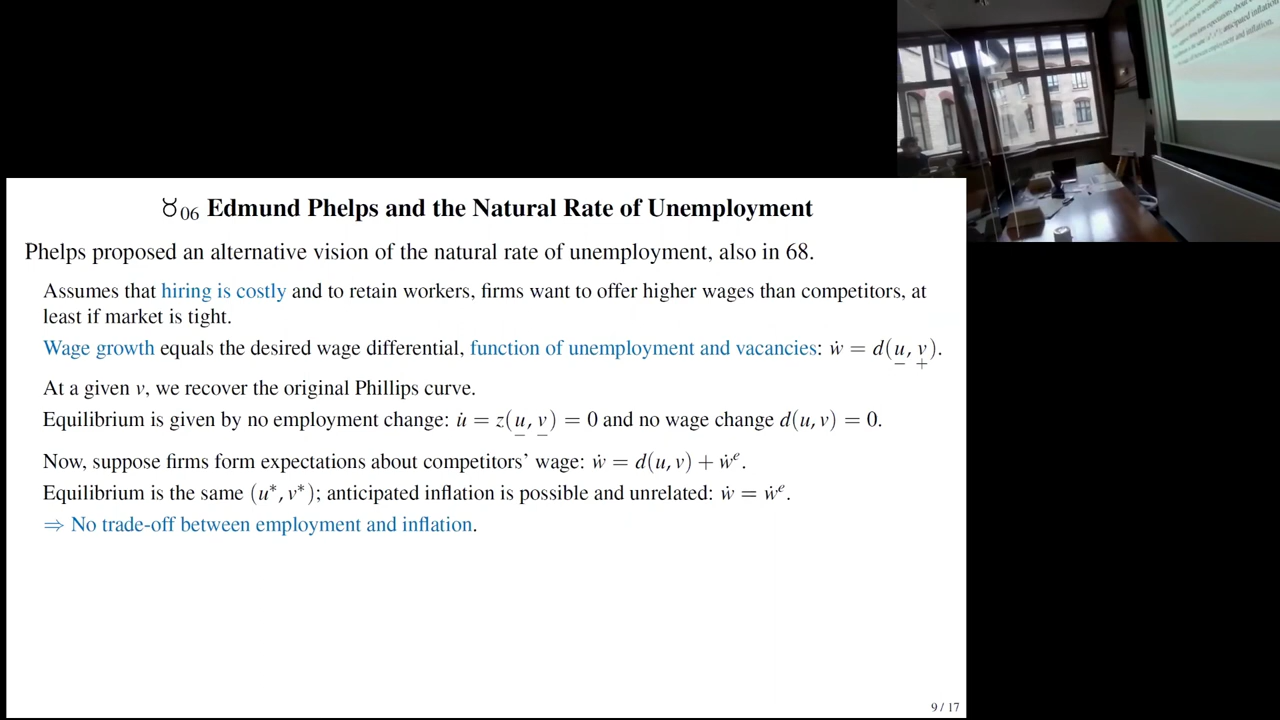 ♉06 Edmund Phelps and the Natural Rate of Unemployment
Phelps proposed an alternative vision of the natural rate of unemployment, also in 68.
Assumes that hiring is costly and to retain workers, firms want to offer higher wages than competitors, at
least if market is tight.
Wage growth equals the desired wage differential, function of unemployment and vacancies: ẇ = d(u, v).
− +
At a given v, we recover the original Phillips curve.
Equilibrium is given by no employment change: u̇ = z(u, v) = 0 and no wage change d(u, v) = 0.
− −
Now, suppose firms form expectations about competitors' wage: ẇ = d(u, v) + ẇᵉ.
Equilibrium is the same (u*, v*); anticipated inflation is possible and unrelated: ẇ = ẇᵉ.
⇒ No trade-off between employment and inflation.
9 / 17
anticipated inflation